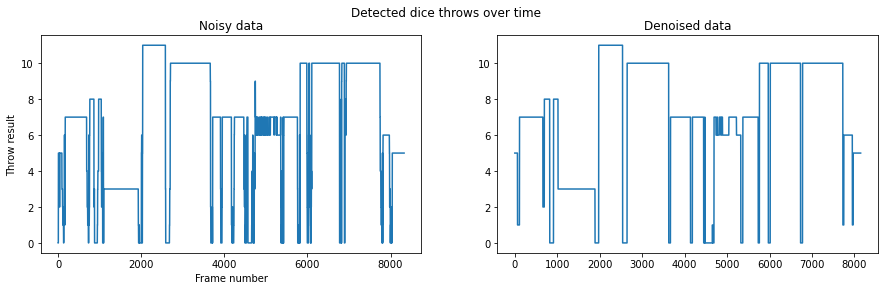 Detected dice throws over time
Noisy data
Denoised data
Throw result
10
8
6
4
2
0
0 2000 4000 6000 8000
Frame number
10
8
6
4
2
0
0 1000 2000 3000 4000 5000 6000 7000 8000